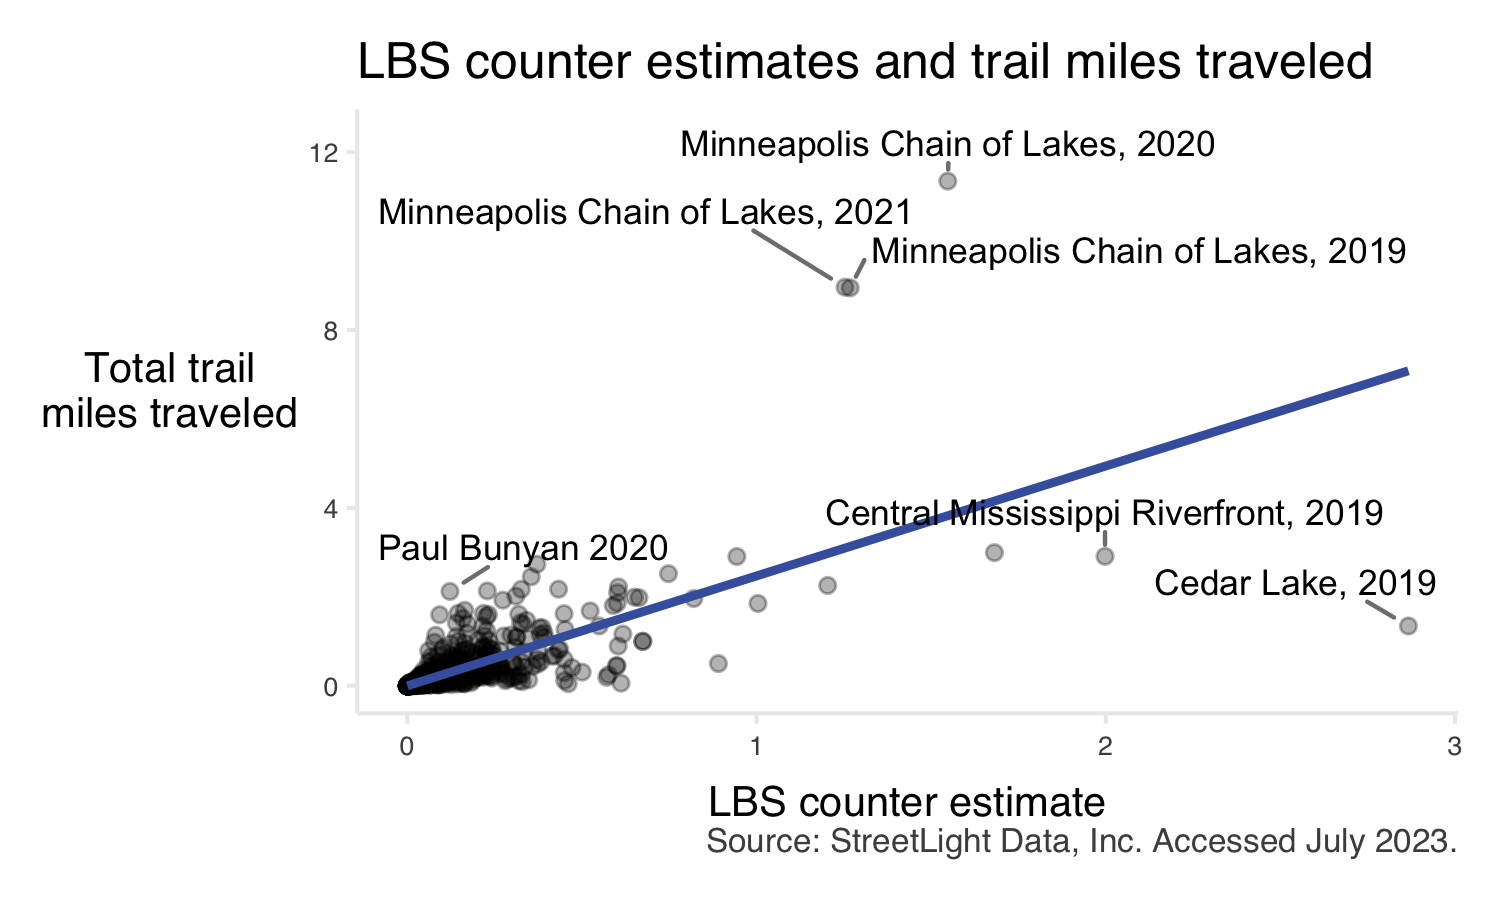 LBS counter estimates and trail miles traveled
Minneapolis Chain of Lakes, 2020
Minneapolis Chain of Lakes, 2021
Minneapolis Chain of Lakes, 2019
Central Mississippi Riverfront, 2019
Paul Bunyan 2020
Cedar Lake, 2019
Total trail
miles traveled
12
8
4
0
0
1
2
3
LBS counter estimate
Source: StreetLight Data, Inc. Accessed July 2023.